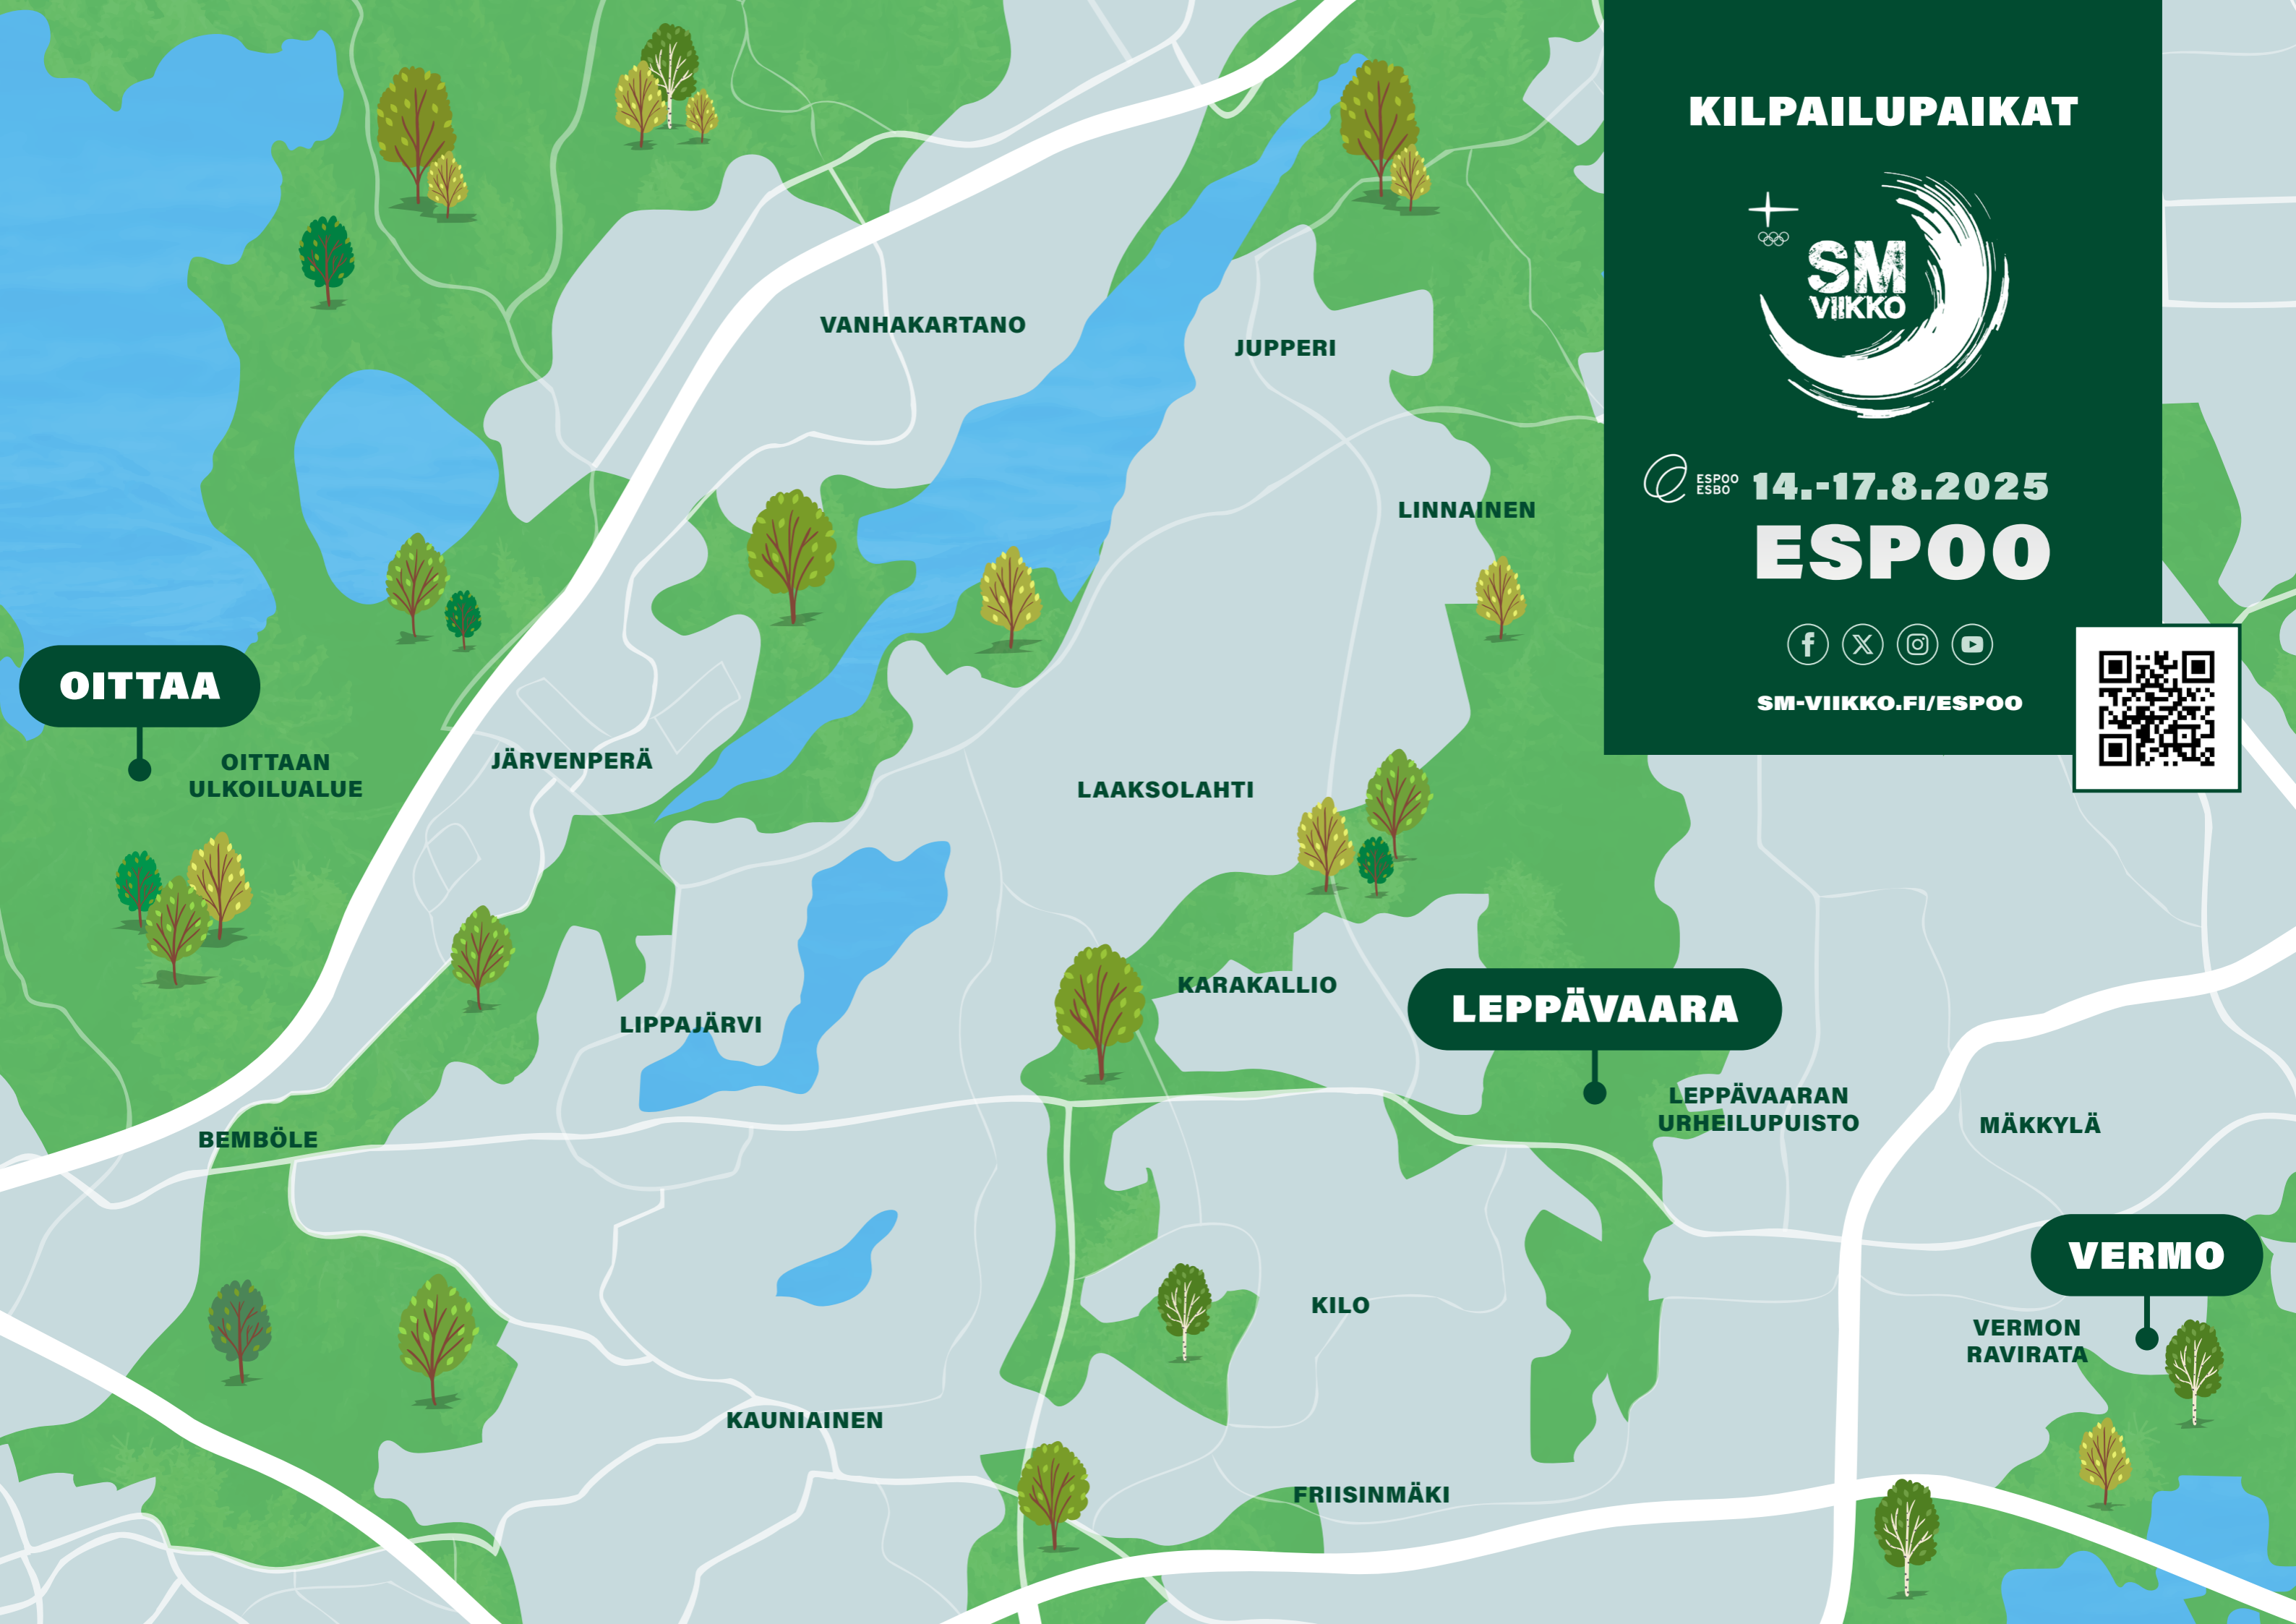 KILPAILUPAIKAT
SM
VIIKKO
ESPOO
ESBO
14.-17.8.2025
ESPOO
SM-VIIKKO.FI/ESPOO
VANHAKARTANO
JUPPERI
LINNAINEN
OITTAA
OITTAAN
ULKOILUALUE
JÄRVENPERÄ
LAAKSOLAHTI
KARAKALLIO
LEPPÄVAARA
LIPPAJÄRVI
LEPPÄVAARAN
URHEILUPUISTO
MÄKKYLÄ
BEMBÖLE
VERMO
KILO
VERMON
RAVIRATA
KAUNIAINEN
FRIISINMÄKI